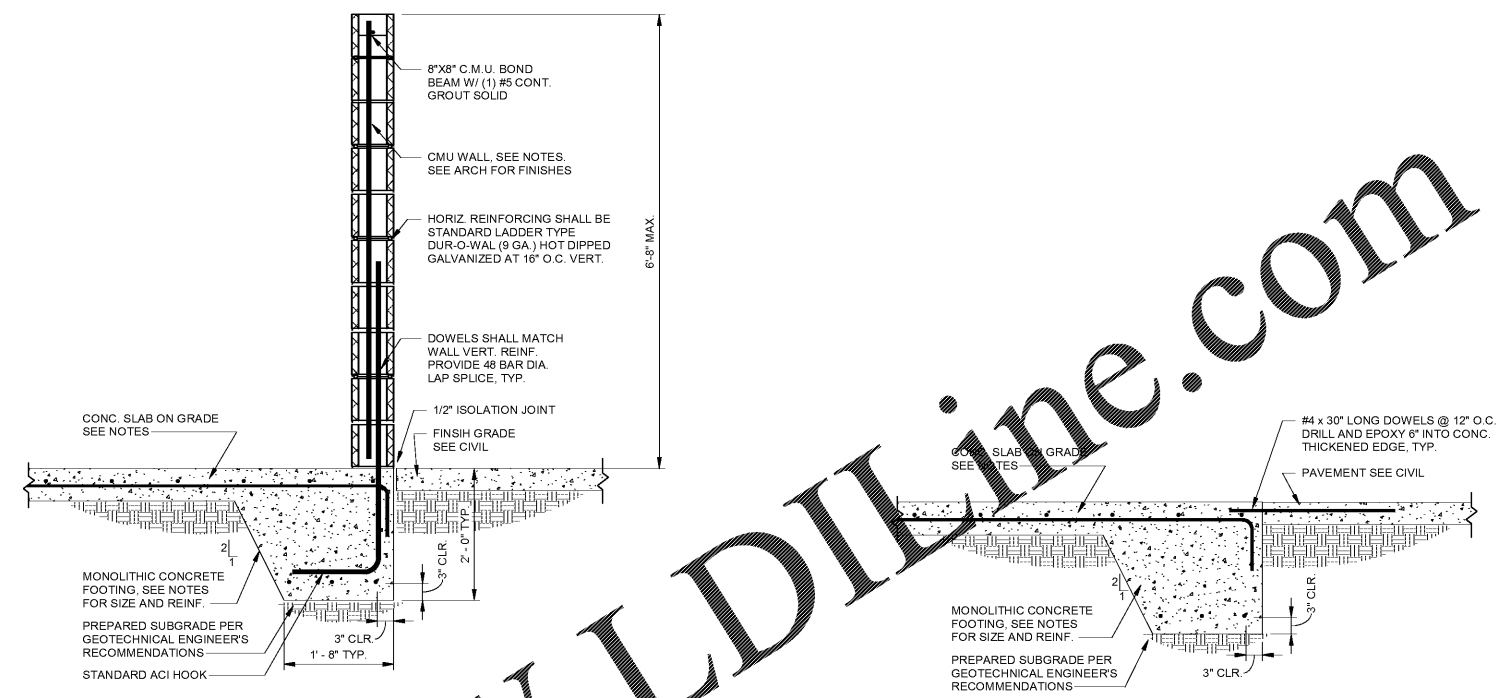 8"X8" C.M.U. BOND
BEAM W/ (1) #5 CONT.
GROUT SOLID
CMU WALL, SEE NOTES.
SEE ARCH FOR FINISHES
HORIZ. REINFORCING SHALL BE
STANDARD LADDER TYPE
DUR-O-WAL (9 GA.) HOT DIPPED
GALVANIZED AT 16" O.C. VERT.
6'-8" MAX.
DOWELS SHALL MATCH
WALL VERT. REINF.
PROVIDE 48 BAR DIA.
LAP SPLICE, TYP.
1/2" ISOLATION JOINT
FINSIH GRADE
SEE CIVIL
CONC. SLAB ON GRADE
SEE NOTES
2
1
MONOLITHIC CONCRETE
FOOTING, SEE NOTES
FOR SIZE AND REINF.
PREPARED SUBGRADE PER
GEOTECHNICAL ENGINEER'S
RECOMMENDATIONS
STANDARD ACI HOOK
3" CLR.
2' - 0" TYP.
3" CLR.
1' - 8" TYP.
CONC. SLAB ON GRADE
SEE NOTES
#4 x 30" LONG DOWELS @ 12" O.C.
DRILL AND EPOXY 6" INTO CONC.
THICKENED EDGE, TYP.
PAVEMENT SEE CIVIL
2
1
MONOLITHIC CONCRETE
FOOTING, SEE NOTES
FOR SIZE AND REINF.
PREPARED SUBGRADE PER
GEOTECHNICAL ENGINEER'S
RECOMMENDATIONS
3" CLR.
3" CLR.
LDILine.com